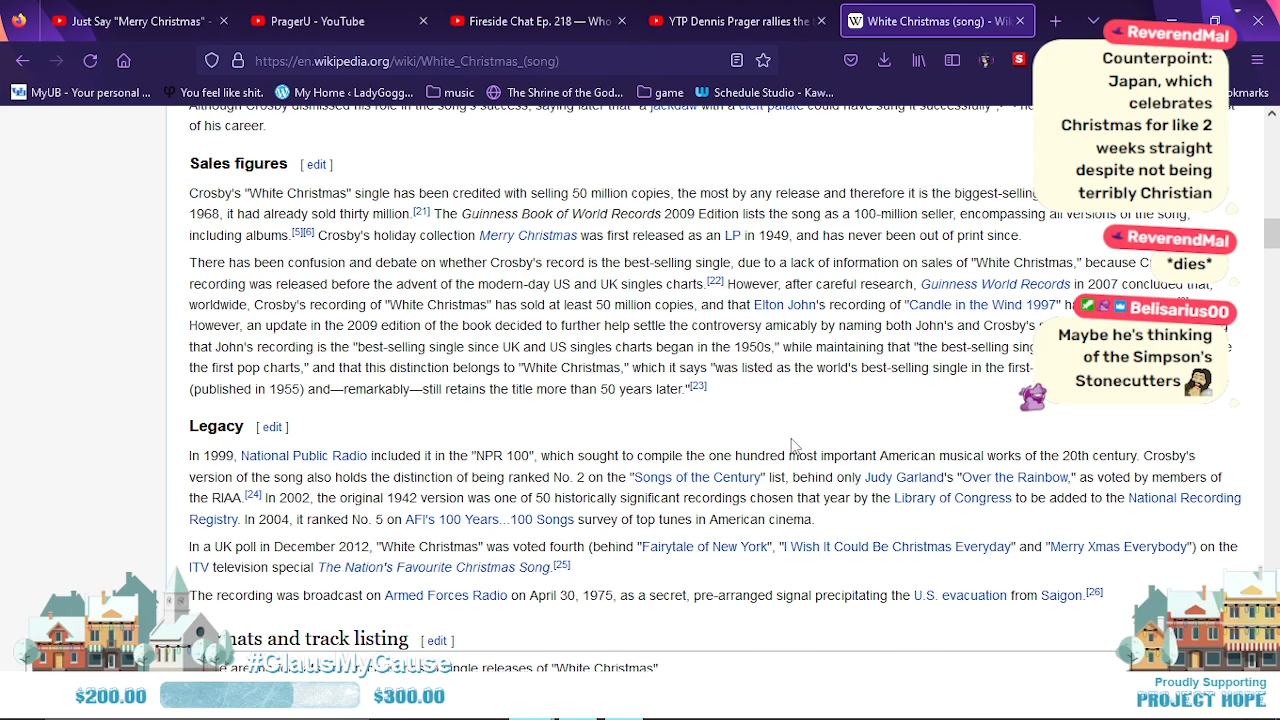 Just Say "Merry Christmas" -
PragerU - YouTube
Fireside Chat Ep. 218 — Who
YTP Dennis Prager rallies the
White Christmas (song) - Wi
https://en.wikipedia.org/
MyUB - Your personal ...
You feel like shit.
My Home - LadyGogg...
The Shrine of the God...
game
Schedule Studio - Kaw...
okmarks
ReverendMal
Counterpoint:
Japan, which
celebrates
Christmas for like 2
weeks straight
despite not being
terribly Christian
ReverendMal
*dies*
Belisarius00
Maybe he's thinking
of the Simpson's
Stonecutters
of his career.
Sales figures [ edit ]
Crosby's "White Christmas" single has been credited with selling 50 million copies, the most by any release and therefore it is the biggest-selling
1968, it had already sold thirty million.[21] The Guinness Book of World Records 2009 Edition lists the song as a 100-million seller, encompassing all versions of the song,
including albums.[5][6] Crosby's holiday collection Merry Christmas was first released as an LP in 1949, and has never been out of print since.
There has been confusion and debate on whether Crosby's record is the best-selling single, due to a lack of information on sales of "White Christmas," because
recording was released before the advent of the modern-day US and UK singles charts.[22] However, after careful research, Guinness World Records in 2007 concluded that,
worldwide, Crosby's recording of "White Christmas" has sold at least 50 million copies, and that Elton John's recording of "Candle in the Wind 1997"
However, an update in the 2009 edition of the book decided to further help settle the controversy amicably by naming both John's and Crosby's
that John's recording is the "best-selling single since UK and US singles charts began in the 1950s," while maintaining that "the best-selling
the first pop charts," and that this distinction belongs to "White Christmas," which it says "was listed as the world's best-selling single in the first-
(published in 1955) and—remarkably—still retains the title more than 50 years later."[23]
Legacy [ edit ]
In 1999, National Public Radio included it in the "NPR 100", which sought to compile the one hundred most important American musical works of the 20th century. Crosby's
version of the song also holds the distinction of being ranked No. 2 on the "Songs of the Century" list, behind only Judy Garland's "Over the Rainbow," as voted by members of
the RIAA.[24] In 2002, the original 1942 version was one of 50 historically significant recordings chosen that year by the Library of Congress to be added to the National Recording
Registry. In 2004, it ranked No. 5 on AFI's 100 Years...100 Songs survey of top tunes in American cinema.
In a UK poll in December 2012, "White Christmas" was voted fourth (behind "Fairytale of New York", "I Wish It Could Be Christmas Everyday" and "Merry Xmas Everybody") on the
ITV television special The Nation's Favourite Christmas Song.[25]
The recording was broadcast on Armed Forces Radio on April 30, 1975, as a secret, pre-arranged signal precipitating the U.S. evacuation from Saigon.[26]
mats and track listing [ edit ]
#ClausMyCause
single releases of "White Christmas"
$200.00 $300.00
Proudly Supporting
PROJECT HOPE